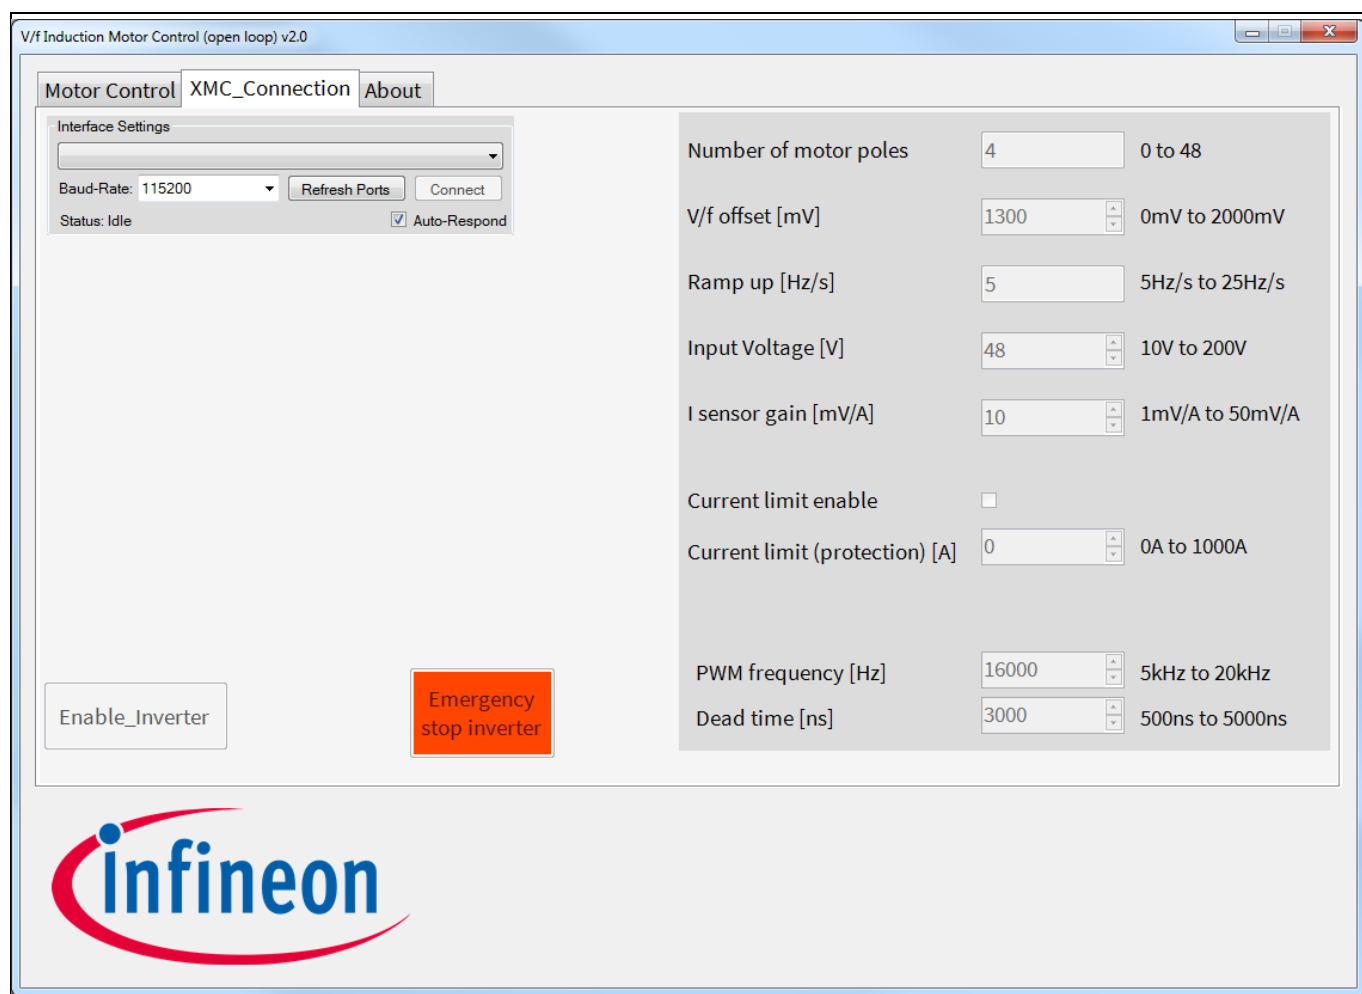 V/f Induction Motor Control (open loop) v2.0
Motor Control XMC_Connection About
Interface Settings
Baud-Rate: 115200 Refresh Ports Connect
Status: Idle Auto-Respond
Number of motor poles 4 0 to 48
V/f offset [mV] 1300 0mV to 2000mV
Ramp up [Hz/s] 5 5Hz/s to 25Hz/s
Input Voltage [V] 48 10V to 200V
I sensor gain [mV/A] 10 1mV/A to 50mV/A
Current limit enable
Current limit (protection) [A] 0 0A to 1000A
PWM frequency [Hz] 16000 5kHz to 20kHz
Dead time [ns] 3000 500ns to 5000ns
Enable_Inverter
Emergency
stop inverter
infineon